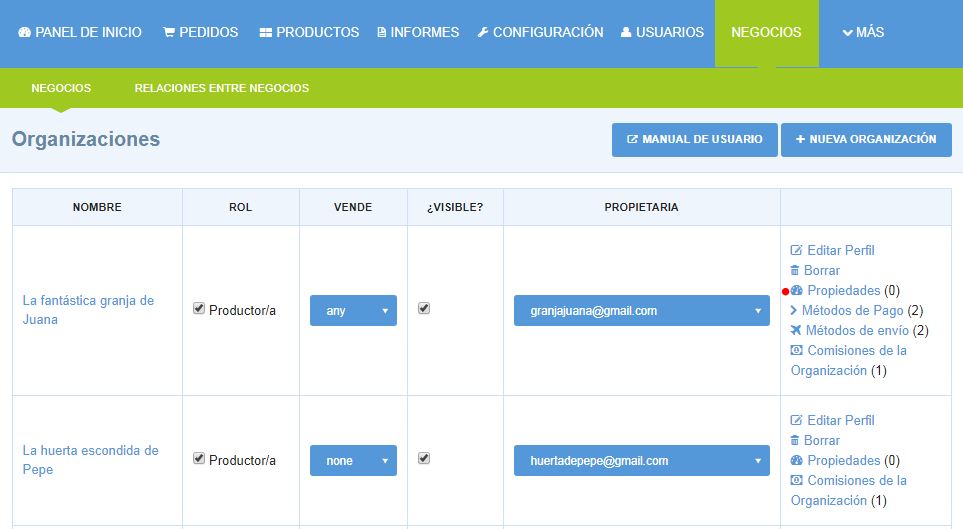 PANEL DE INICIO PEDIDOS PRODUCTOS INFORMES CONFIGURACIÓN USUARIOS NEGOCIOS MÁS
NEGOCIOS RELACIONES ENTRE NEGOCIOS
Organizaciones MANUAL DE USUARIO NUEVA ORGANIZACIÓN
NOMBRE ROL VENDE ¿VISIBLE? PROPIETARIA
La fantástica granja de
Juana
Productor/a
any
granjajuana@gmail.com
Editar Perfil
Borrar
Propiedades (0)
Métodos de Pago (2)
Métodos de envío (2)
Comisiones de la
Organización (1)
La huerta escondida de
Pepe
Productor/a
none
huertadepepe@gmail.com
Editar Perfil
Borrar
Propiedades (0)
Comisiones de la
Organización (1)